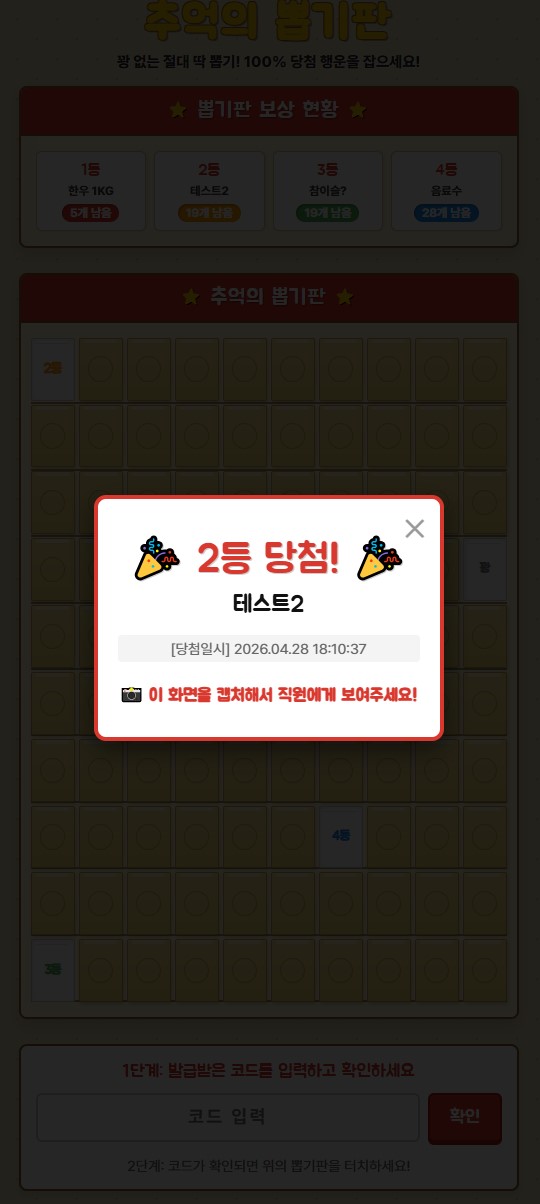 추억의 뽑기판
꽝 없는 절대 딱 뽑기! 100% 당첨 행운을 잡으세요!
뽑기판 보상 현황
1등
한우 1KG
5개 남음
2등
테스트2
19개 남음
3등
참이슬?
19개 남음
4등
음료수
28개 남음
추억의 뽑기판
2등
꽝
2등 당첨!
테스트2
[당첨일시] 2026.04.28 18:10:37
이 화면을 캡처해서 직원에게 보여주세요!
4등
3등
1단계: 발급받은 코드를 입력하고 확인하세요
코드 입력
확인
2단계: 코드가 확인되면 위의 뽑기판을 터치하세요!